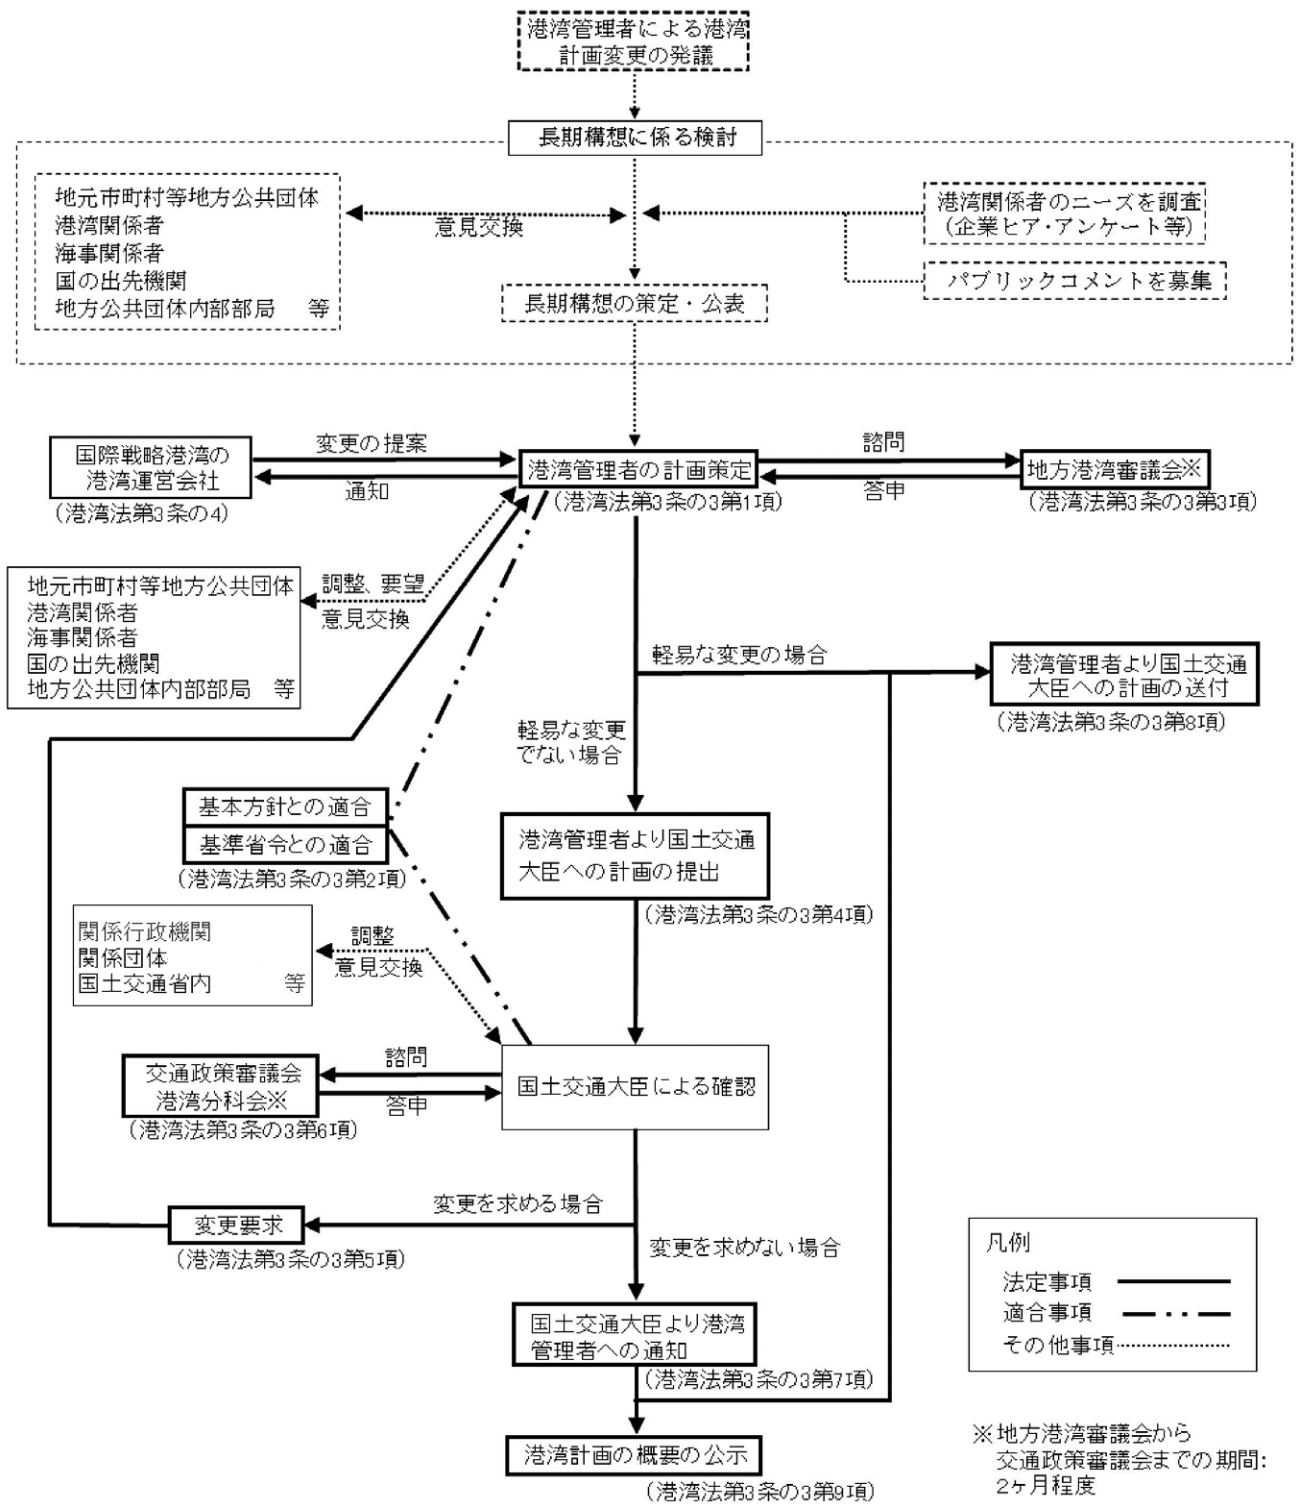 港湾管理者による港湾
計画変更の発議
長期構想に係る検討
地元市町村等地方公共団体
港湾関係者
海事関係者
国の出先機関
地方公共団体内部部局 等
意見交換
港湾関係者のニーズを調査
(企業ヒア・アンケート等)
パブリックコメントを募集
長期構想の策定・公表
国際戦略港湾の
港湾運営会社
(港湾法第3条の4)
変更の提案
通知
港湾管理者の計画策定
(港湾法第3条の3第1項)
諮問
答申
地方港湾審議会※
(港湾法第3条の3第3項)
地元市町村等地方公共団体
港湾関係者
海事関係者
国の出先機関
地方公共団体内部部局 等
調整、要望
意見交換
軽易な変更の場合
港湾管理者より国土交通
大臣への計画の送付
(港湾法第3条の3第8項)
軽易な変更
でない場合
基本方針との適合
基準省令との適合
(港湾法第3条の3第2項)
港湾管理者より国土交通
大臣への計画の提出
(港湾法第3条の3第4項)
関係行政機関
関係団体
国土交通省内 等
調整
意見交換
交通政策審議会
港湾分科会※
(港湾法第3条の3第6項)
諮問
答申
国土交通大臣による確認
変更を求める場合
変更要求
(港湾法第3条の3第5項)
変更を求めない場合
国土交通大臣より港湾
管理者への通知
(港湾法第3条の3第7項)
港湾計画の概要の公示
(港湾法第3条の3第9項)
凡例
法定事項
適合事項
その他事項
※地方港湾審議会から
交通政策審議会までの期間:
2ヶ月程度